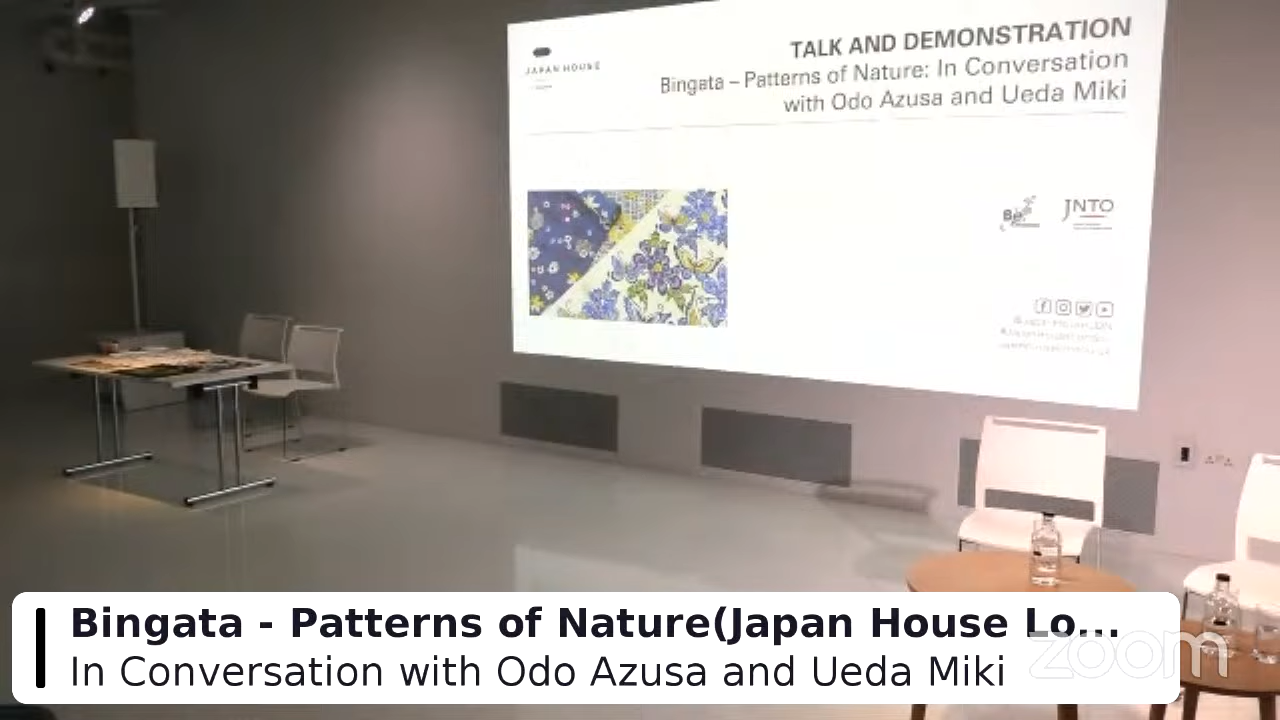 JAPAN HOUSE
TALK AND DEMONSTRATION
Bingata – Patterns of Nature: In Conversation
with Odo Azusa and Ueda Miki
JNTO
Bingata - Patterns of Nature(Japan House Lo...
In Conversation with Odo Azusa and Ueda Miki
zoom